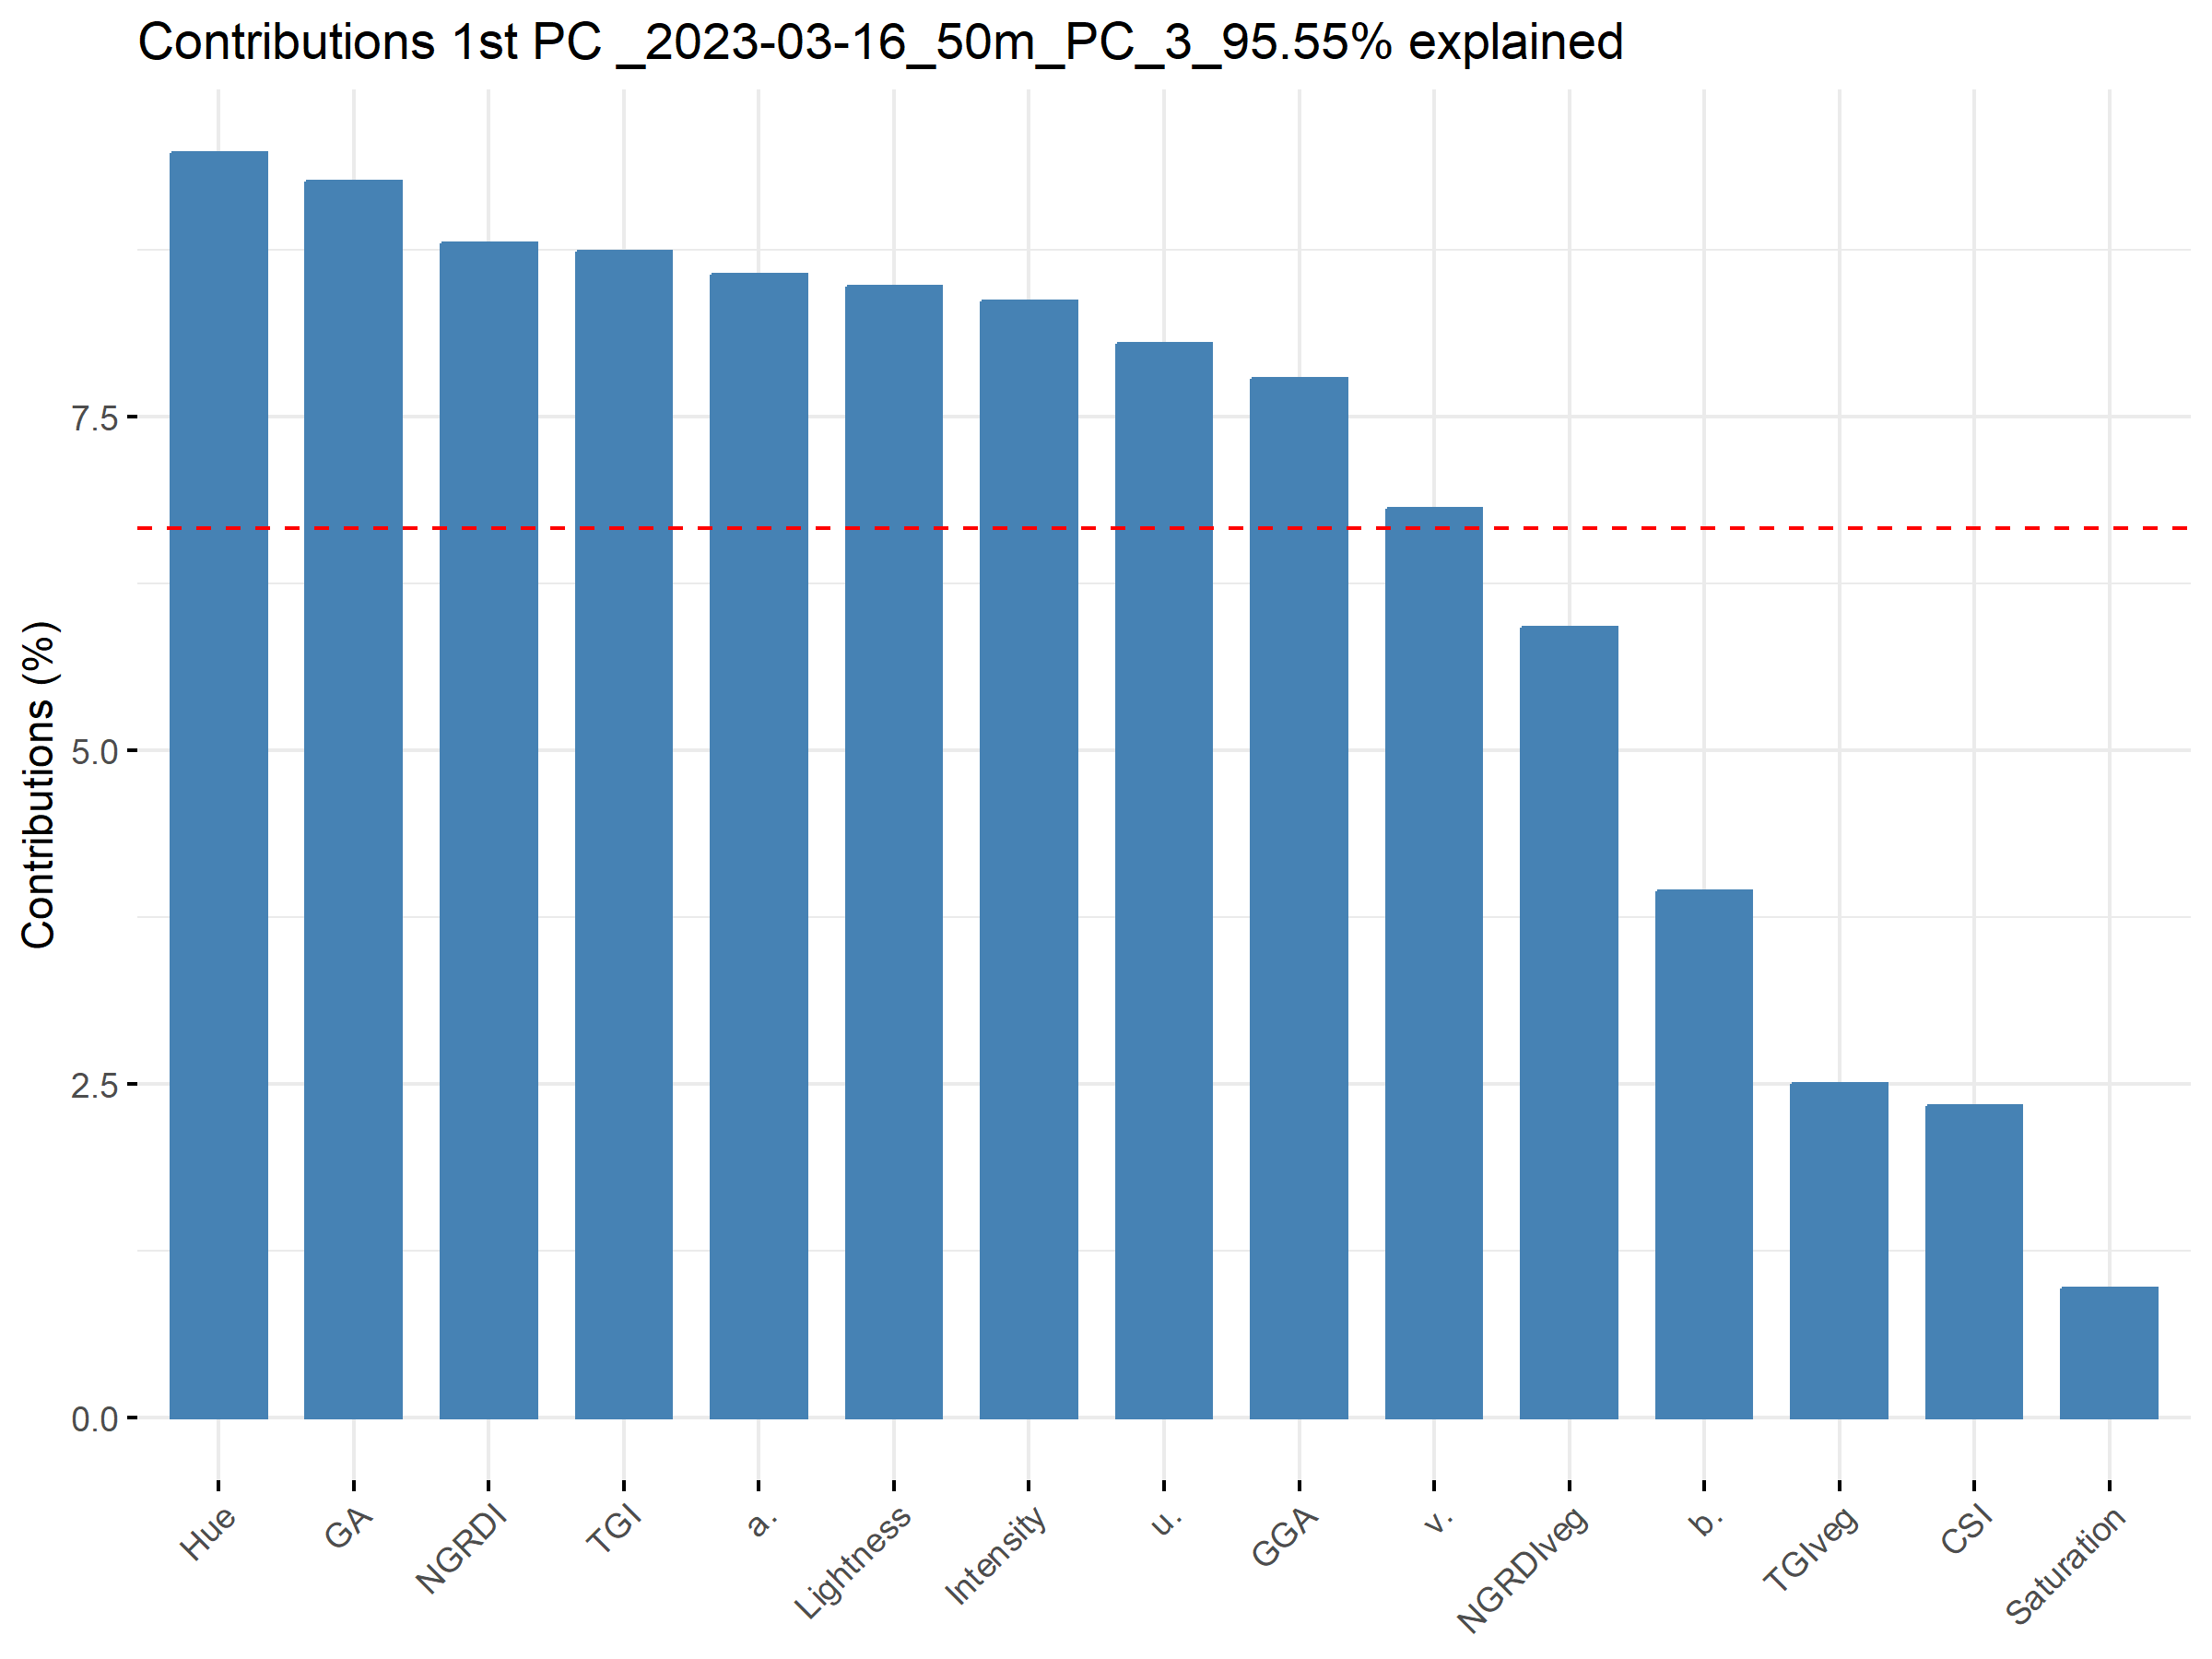 Contributions 1st PC _2023-03-16_50m_PC_3_95.55% explained
Contributions (%)
7.5
5.0
2.5
0.0
Hue
GA
NGRDI
TGI
a.
Lightness
Intensity
u.
GGA
v.
NGRDIveg
b.
TGIveg
CSI
Saturation